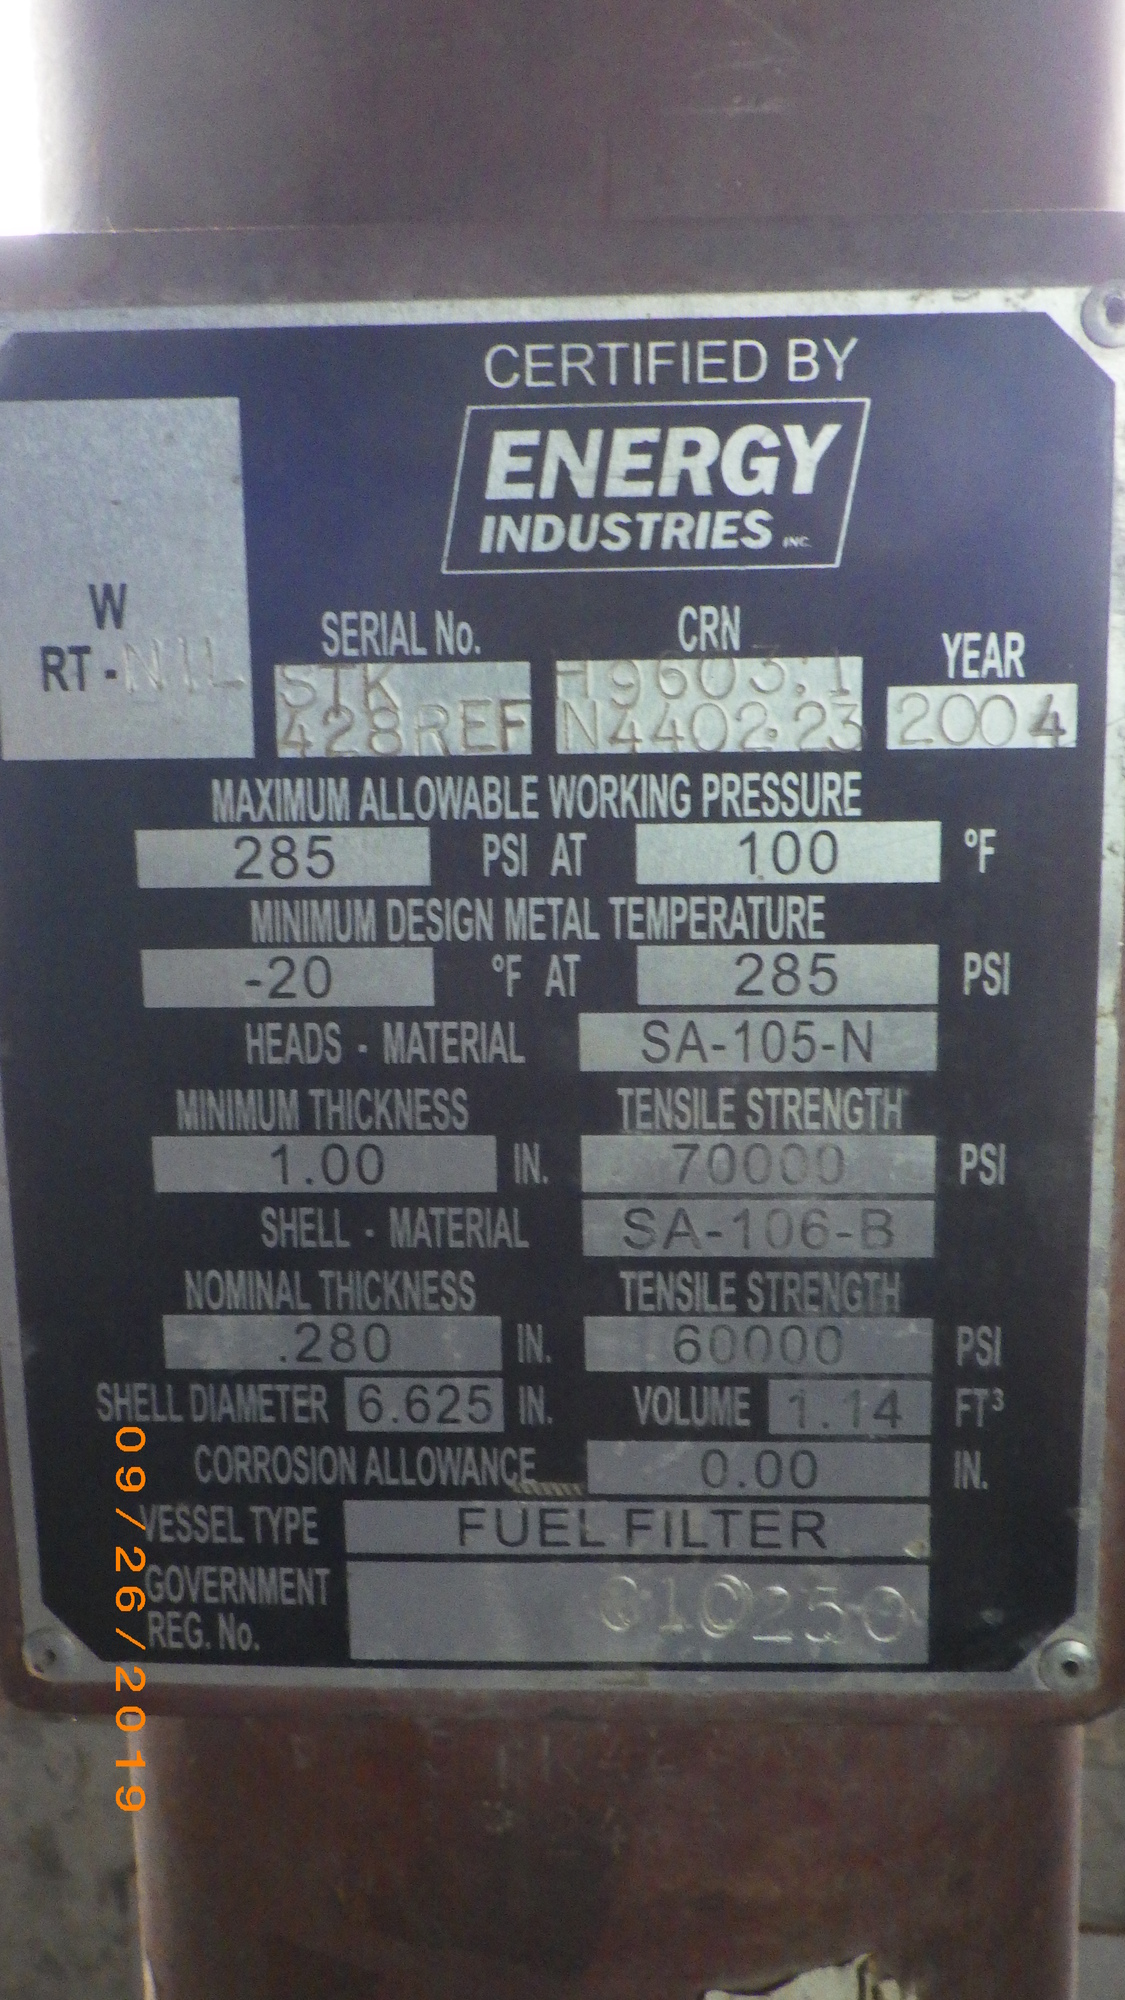 CERTIFIED BY
ENERGY
INDUSTRIES INC.
W
RT - NIL
SERIAL No. CRN YEAR
STK H9603.1
428REF N4402.23 2004
MAXIMUM ALLOWABLE WORKING PRESSURE
285 PSI AT 100 °F
MINIMUM DESIGN METAL TEMPERATURE
-20 °F AT 285 PSI
HEADS - MATERIAL SA-105-N
MINIMUM THICKNESS TENSILE STRENGTH
1.00 IN. 70000 PSI
SHELL - MATERIAL SA-106-B
NOMINAL THICKNESS TENSILE STRENGTH
.280 IN. 60000 PSI
SHELL DIAMETER 6.625 IN. VOLUME 1.14 FT³
CORROSION ALLOWANCE 0.00 IN.
VESSEL TYPE FUEL FILTER
GOVERNMENT
REG. No. 010250
09/26/2019